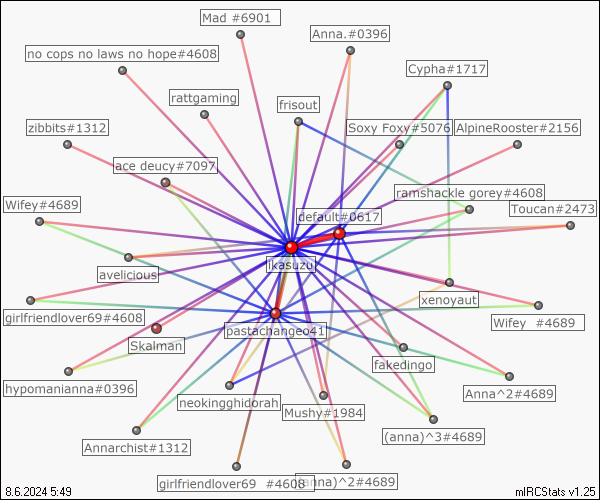 Mad #6901
Anna.#0396
no cops no laws no hope#4608
Cypha#1717
rattgaming
frisout
zibbits#1312
Soxy Foxy#5076
AlpineRooster#2156
ace deucy#7097
ramshackle gorey#4608
Wifey#4689
default#0617
Toucan#2473
ikasuzu
avelicious
xenoyaut
girlfriendlover69#4608
pastachangeo41
Wifey  #4689
Skalman
fakedingo
hypomanianna#0396
Anna^2#4689
neokingghidorah
Mushy#1984
Annarchist#1312
(anna)^3#4689
girlfriendlover69  #4608
anna)^2#4689
8.6.2024 5:49
mIRCStats v1.25